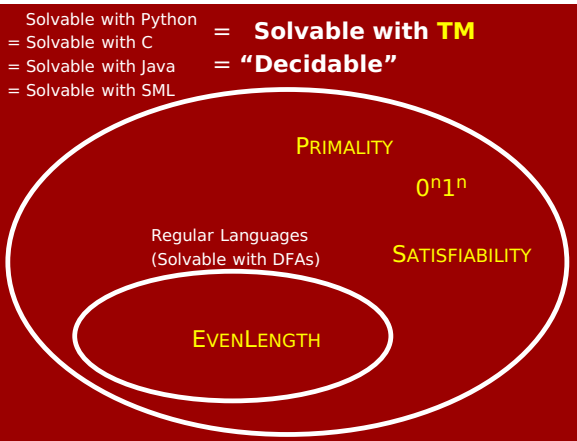 Solvable with Python
= Solvable with C
= Solvable with Java
= Solvable with SML
= Solvable with TM
= “Decidable”
PRIMALITY
0ⁿ1ⁿ
Regular Languages
(Solvable with DFAs)
SATISFIABILITY
EVENLENGTH